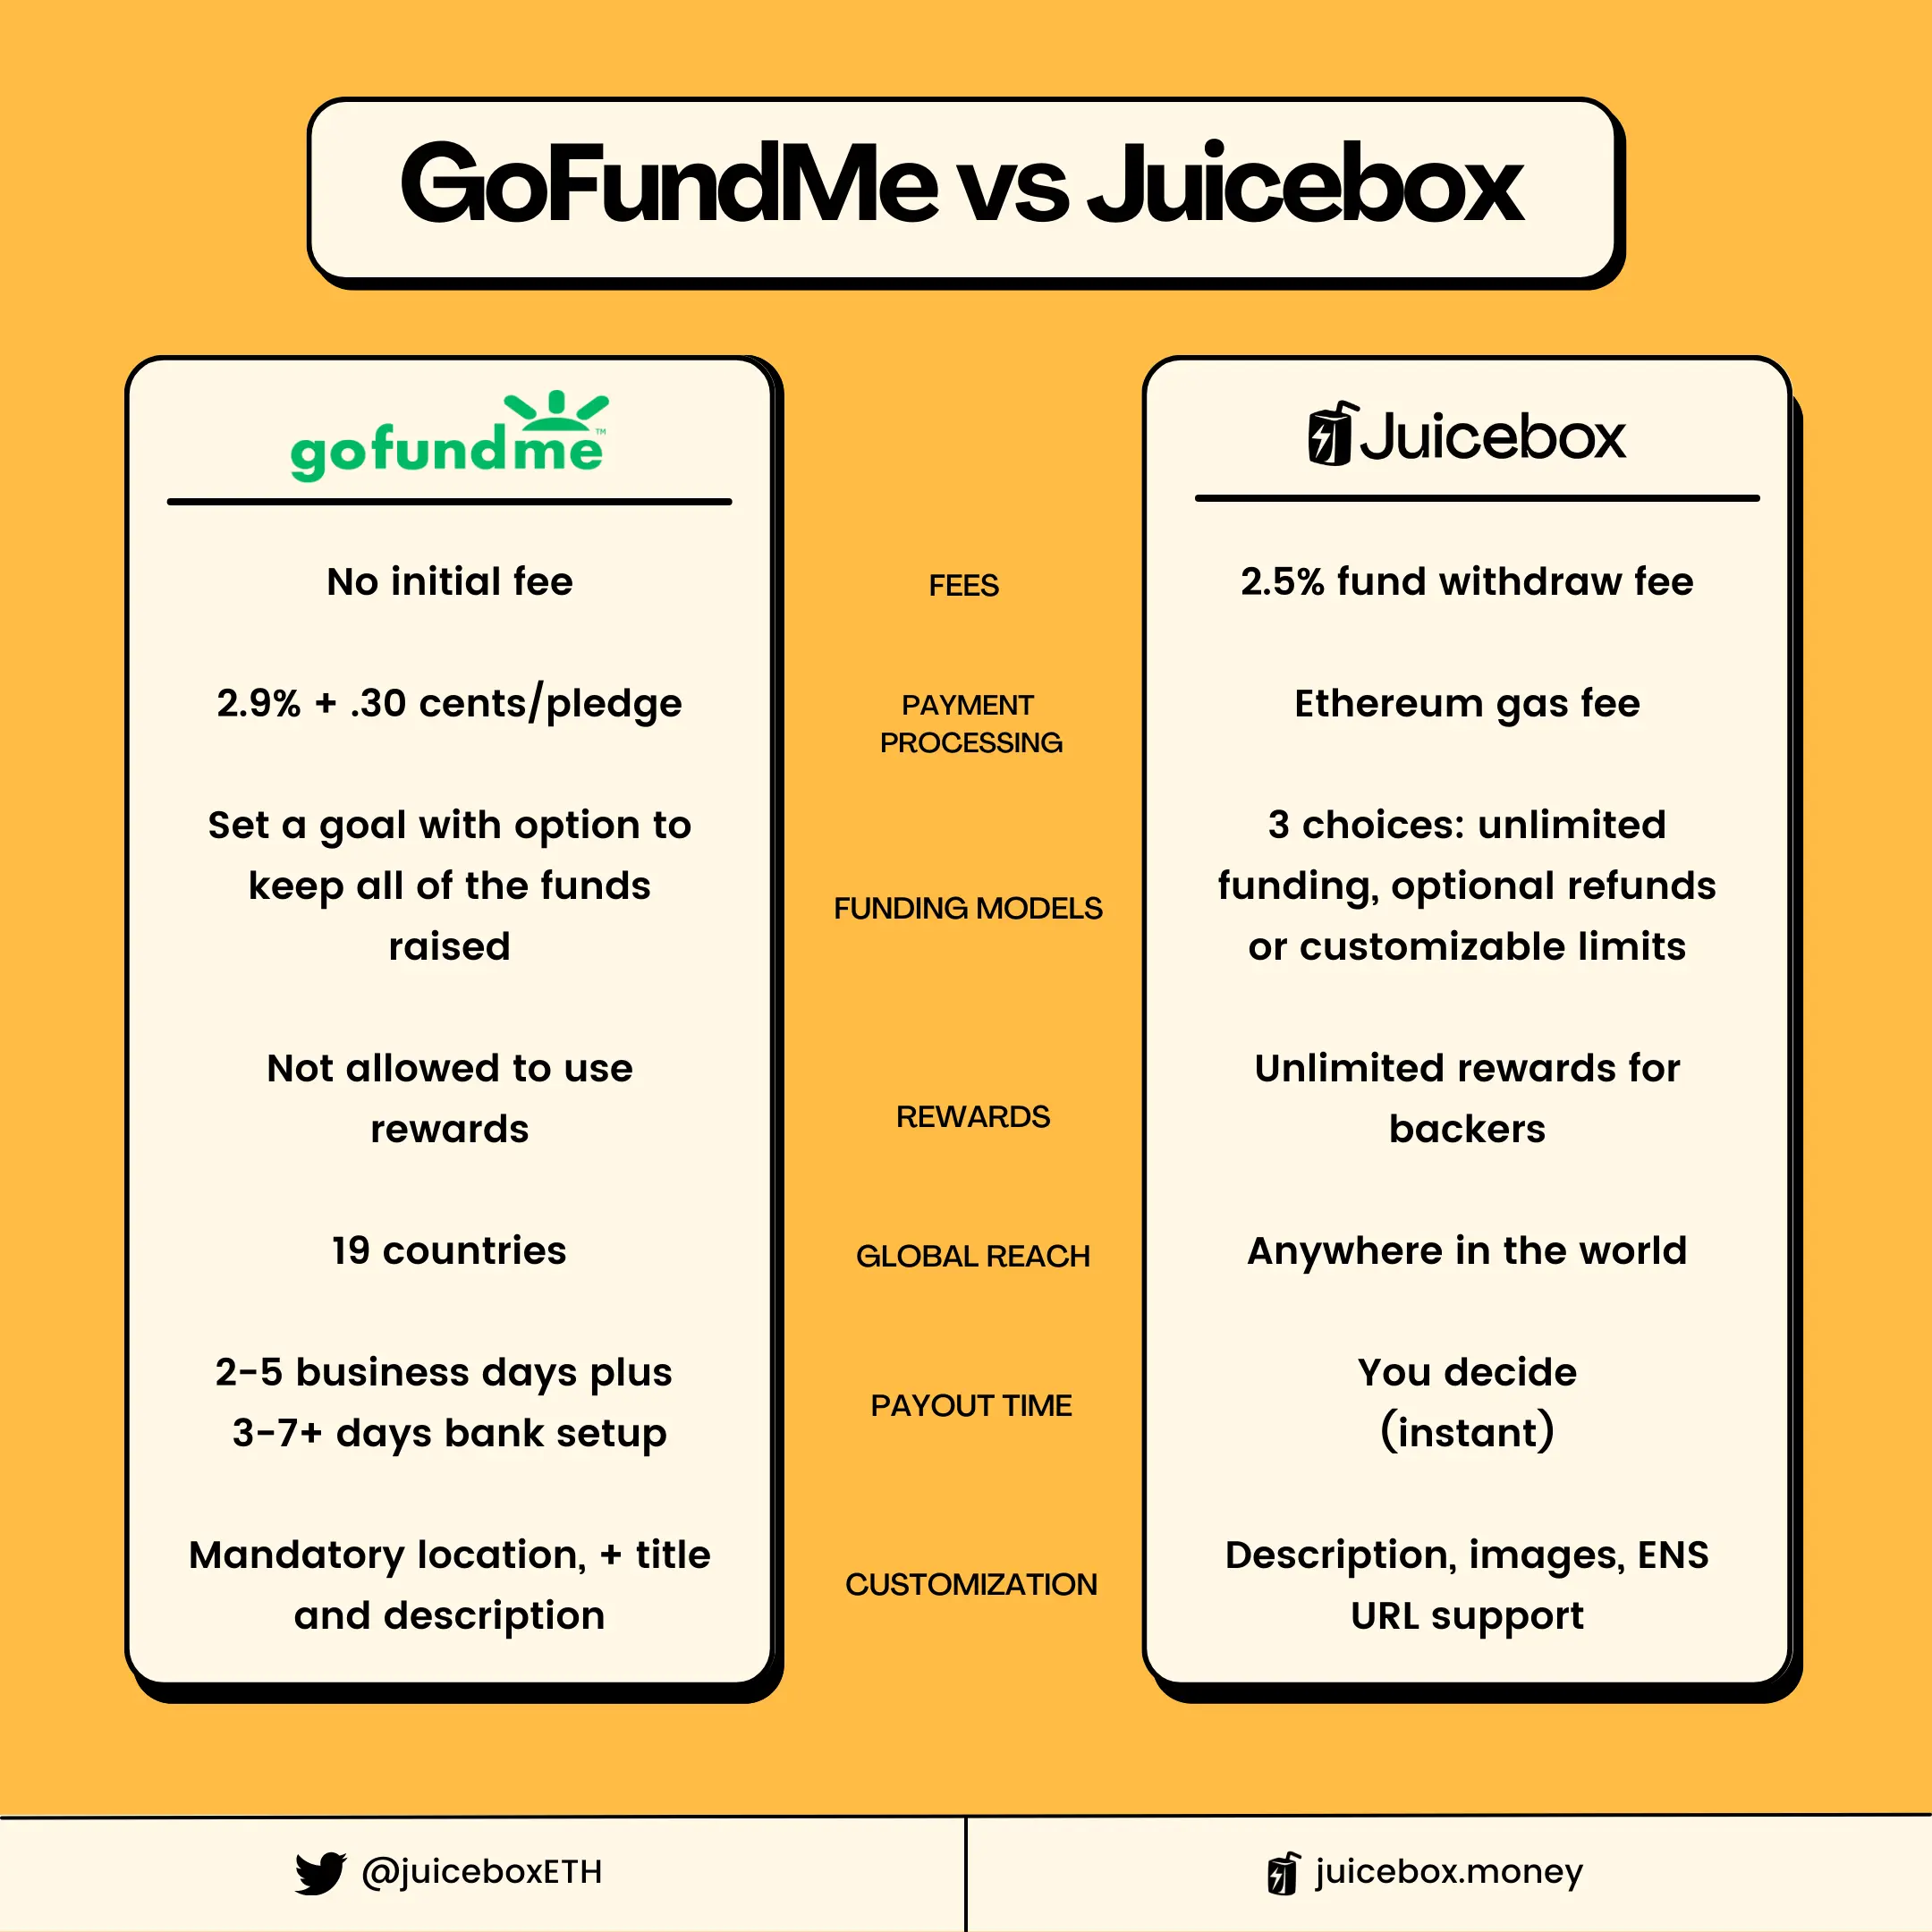 GoFundMe vs Juicebox
gofundme™
Juicebox
No initial fee
FEES
2.5% fund withdraw fee
2.9% + .30 cents/pledge
PAYMENT
PROCESSING
Ethereum gas fee
Set a goal with option to
keep all of the funds
raised
FUNDING MODELS
3 choices: unlimited
funding, optional refunds
or customizable limits
Not allowed to use
rewards
REWARDS
Unlimited rewards for
backers
19 countries
GLOBAL REACH
Anywhere in the world
2-5 business days plus
3-7+ days bank setup
PAYOUT TIME
You decide
(instant)
Mandatory location, + title
and description
CUSTOMIZATION
Description, images, ENS
URL support
@juiceboxETH
juicebox.money